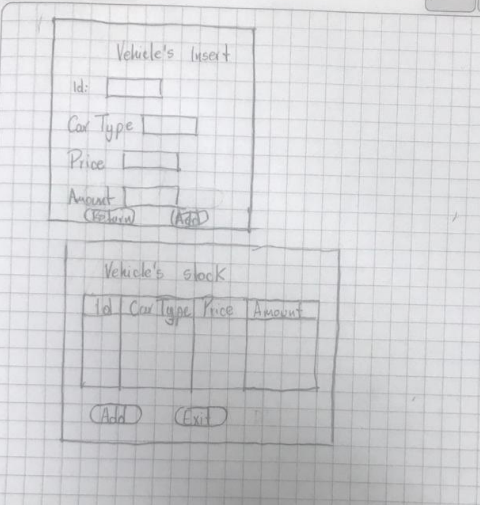 Vehicle's Insert
Id:
Car Type
Price
Amount
Return Add
Vehicle's stock
Id Car Type Price Amount
Add Exit